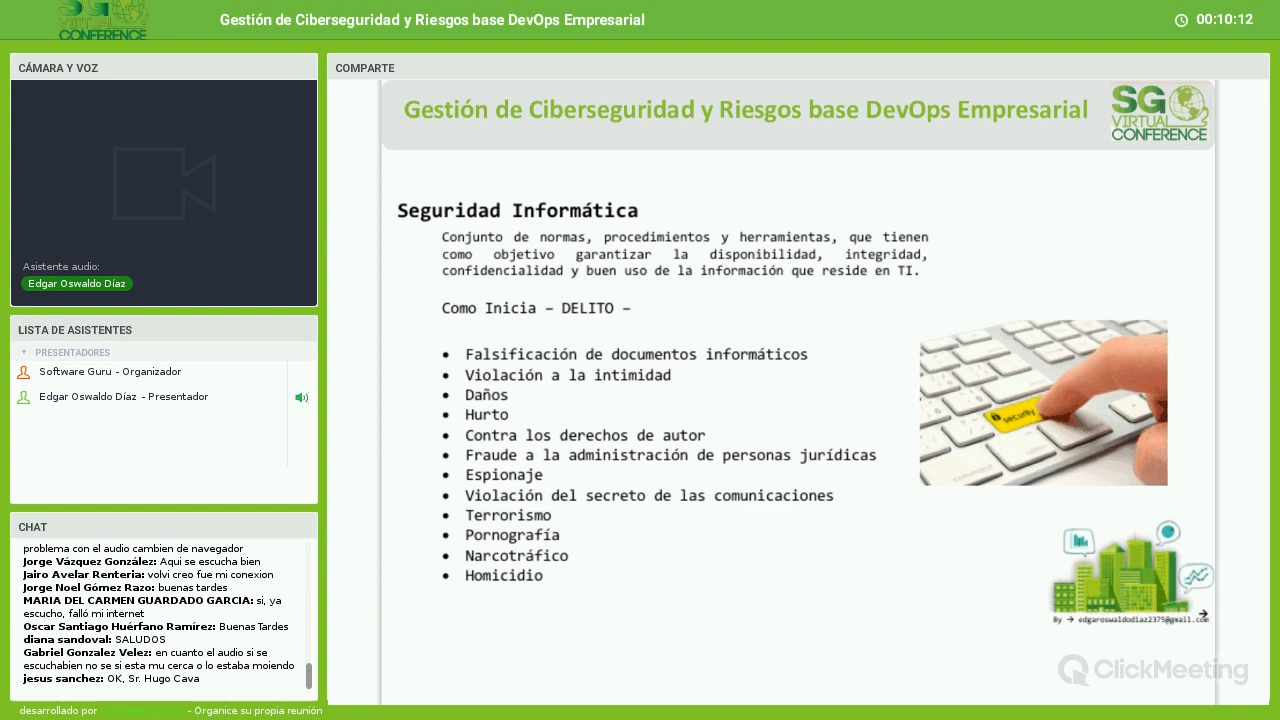 SG
VIRTUAL
CONFERENCE
Gestión de Ciberseguridad y Riesgos base DevOps Empresarial
00:10:12
CÁMARA Y VOZ
Asistente audio:
Edgar Oswaldo Díaz
LISTA DE ASISTENTES
PRESENTADORES
Software Guru - Organizador
Edgar Oswaldo Díaz - Presentador
CHAT
problema con el audio cambien de navegador
Jorge Vázquez González: Aqui se escucha bien
Jairo Avelar Renteria: volvi creo fue mi conexion
Jorge Noel Gómez Razo: buenas tardes
MARIA DEL CARMEN GUARDADO GARCIA: si, ya
escucho, falló mi internet
Oscar Santiago Huérfano Ramírez: Buenas Tardes
diana sandoval: SALUDOS
Gabriel Gonzalez Velez: en cuanto el audio si se
escuchabien no se si esta mu cerca o lo estaba moiendo
jesus sanchez: OK, Sr. Hugo Cava
desarrollado por - Organice su propia reunión
COMPARTE
Gestión de Ciberseguridad y Riesgos base DevOps Empresarial
SG
VIRTUAL
CONFERENCE
Seguridad Informática
Conjunto de normas, procedimientos y herramientas, que tienen
como objetivo garantizar la disponibilidad, integridad,
confidencialidad y buen uso de la información que reside en TI.
Como Inicia – DELITO –
• Falsificación de documentos informáticos
• Violación a la intimidad
• Daños
• Hurto
• Contra los derechos de autor
• Fraude a la administración de personas jurídicas
• Espionaje
• Violación del secreto de las comunicaciones
• Terrorismo
• Pornografía
• Narcotráfico
• Homicidio
security
By → edgaroswaldodiaz2375@gmail.com
ClickMeeting